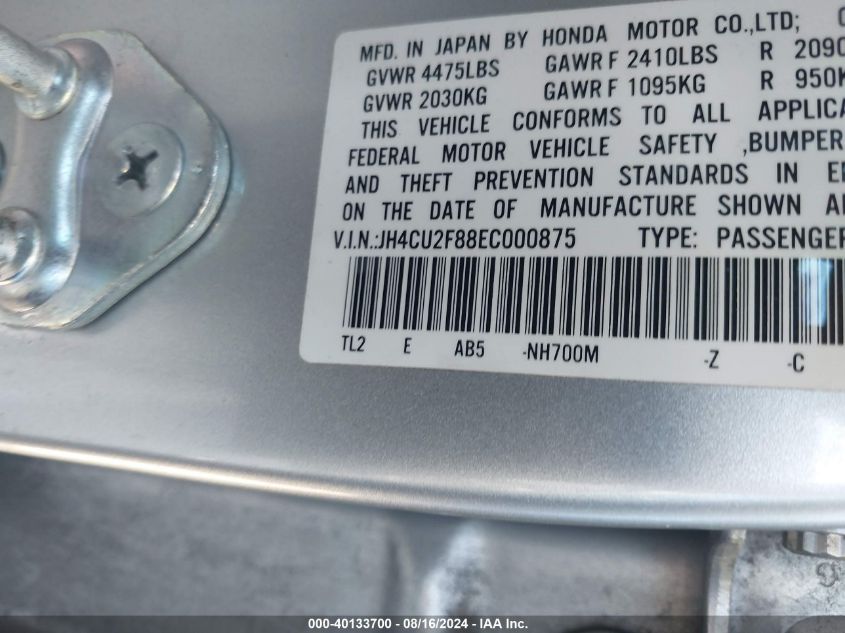 MFD. IN JAPAN BY HONDA MOTOR CO.,LTD;
GVWR 4475LBS GAWR F 2410LBS R 2090
GVWR 2030KG GAWR F 1095KG R 950K
THIS VEHICLE CONFORMS TO ALL APPLICA
FEDERAL MOTOR VEHICLE SAFETY ,BUMPER
AND THEFT PREVENTION STANDARDS IN
ON THE DATE OF MANUFACTURE SHOWN
V.I.N.:JH4CU2F88EC000875 TYPE: PASSENGER
TL2 E AB5 -NH700M -Z -C
000-40133700 - 08/16/2024 - IAA Inc.